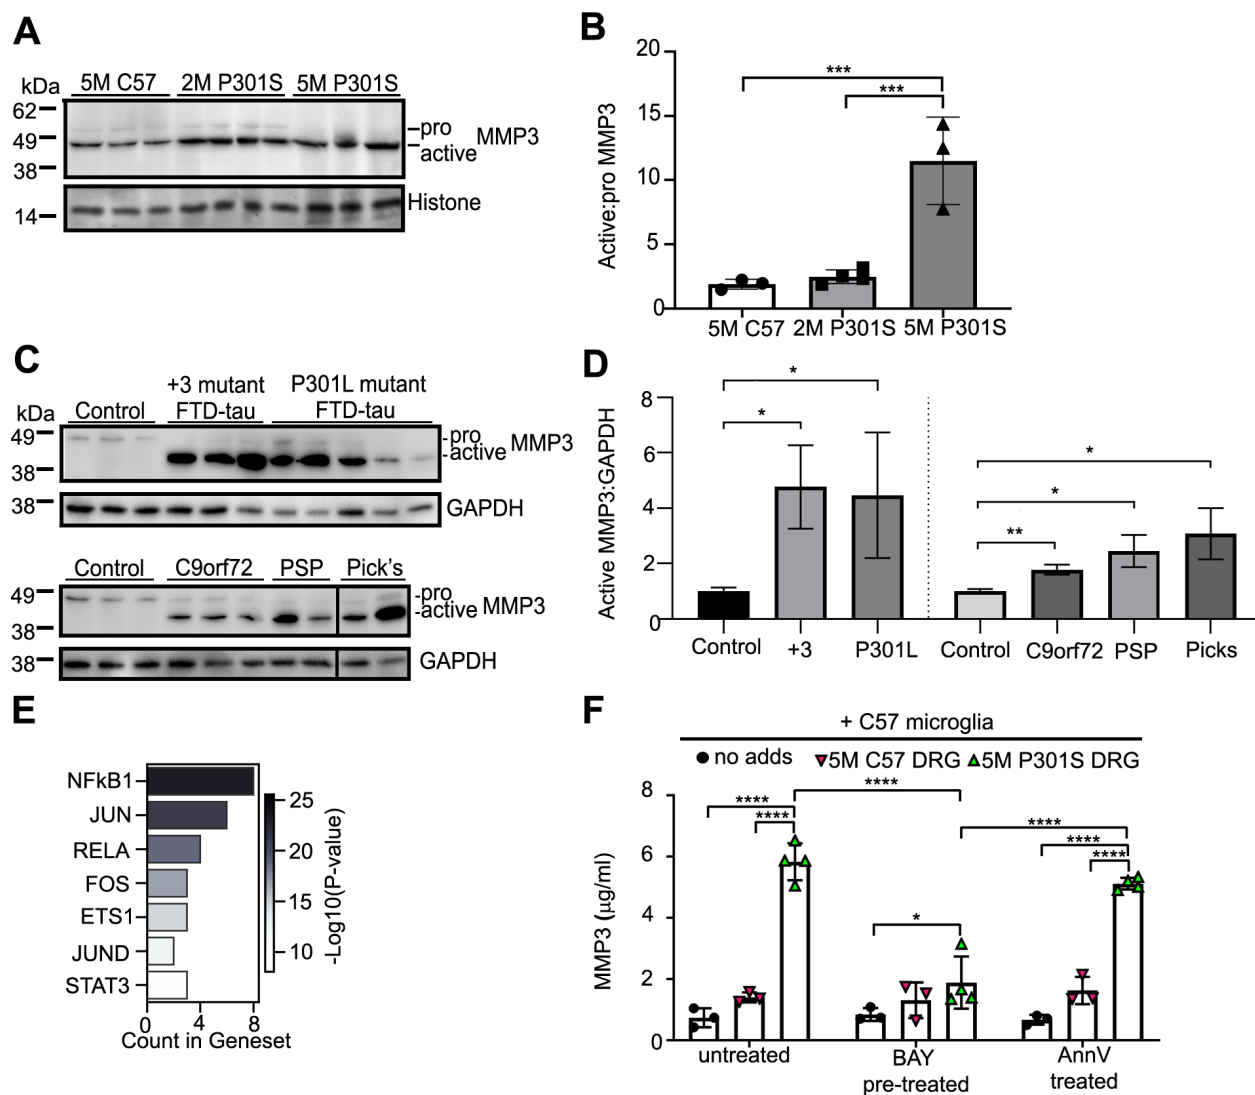 A
kDa
5M C57 2M P301S 5M P301S
62
49
38
pro
active
MMP3
14
Histone
B
Active:pro MMP3
20
15
10
5
0
***
***
5M C57 2M P301S 5M P301S
C
kDa
Control
+3 mutant
FTD-tau
P301L mutant
FTD-tau
49
38
pro
active
MMP3
38
GAPDH
Control C9orf72 PSP Pick's
49
38
pro
active
MMP3
38
GAPDH
D
Active MMP3:GAPDH
8
6
4
2
0
*
*
*
*
**
Control +3 P301L Control C9orf72 PSP Picks
E
NFkB1
JUN
RELA
FOS
ETS1
JUND
STAT3
0 4 8
Count in Geneset
25
20
15
10
-Log10(P-value)
F
+ C57 microglia
no adds 5M C57 DRG 5M P301S DRG
MMP3 (µg/ml)
8
6
4
2
0
****
****
****
*
****
****
****
untreated
BAY
pre-treated
AnnV
treated